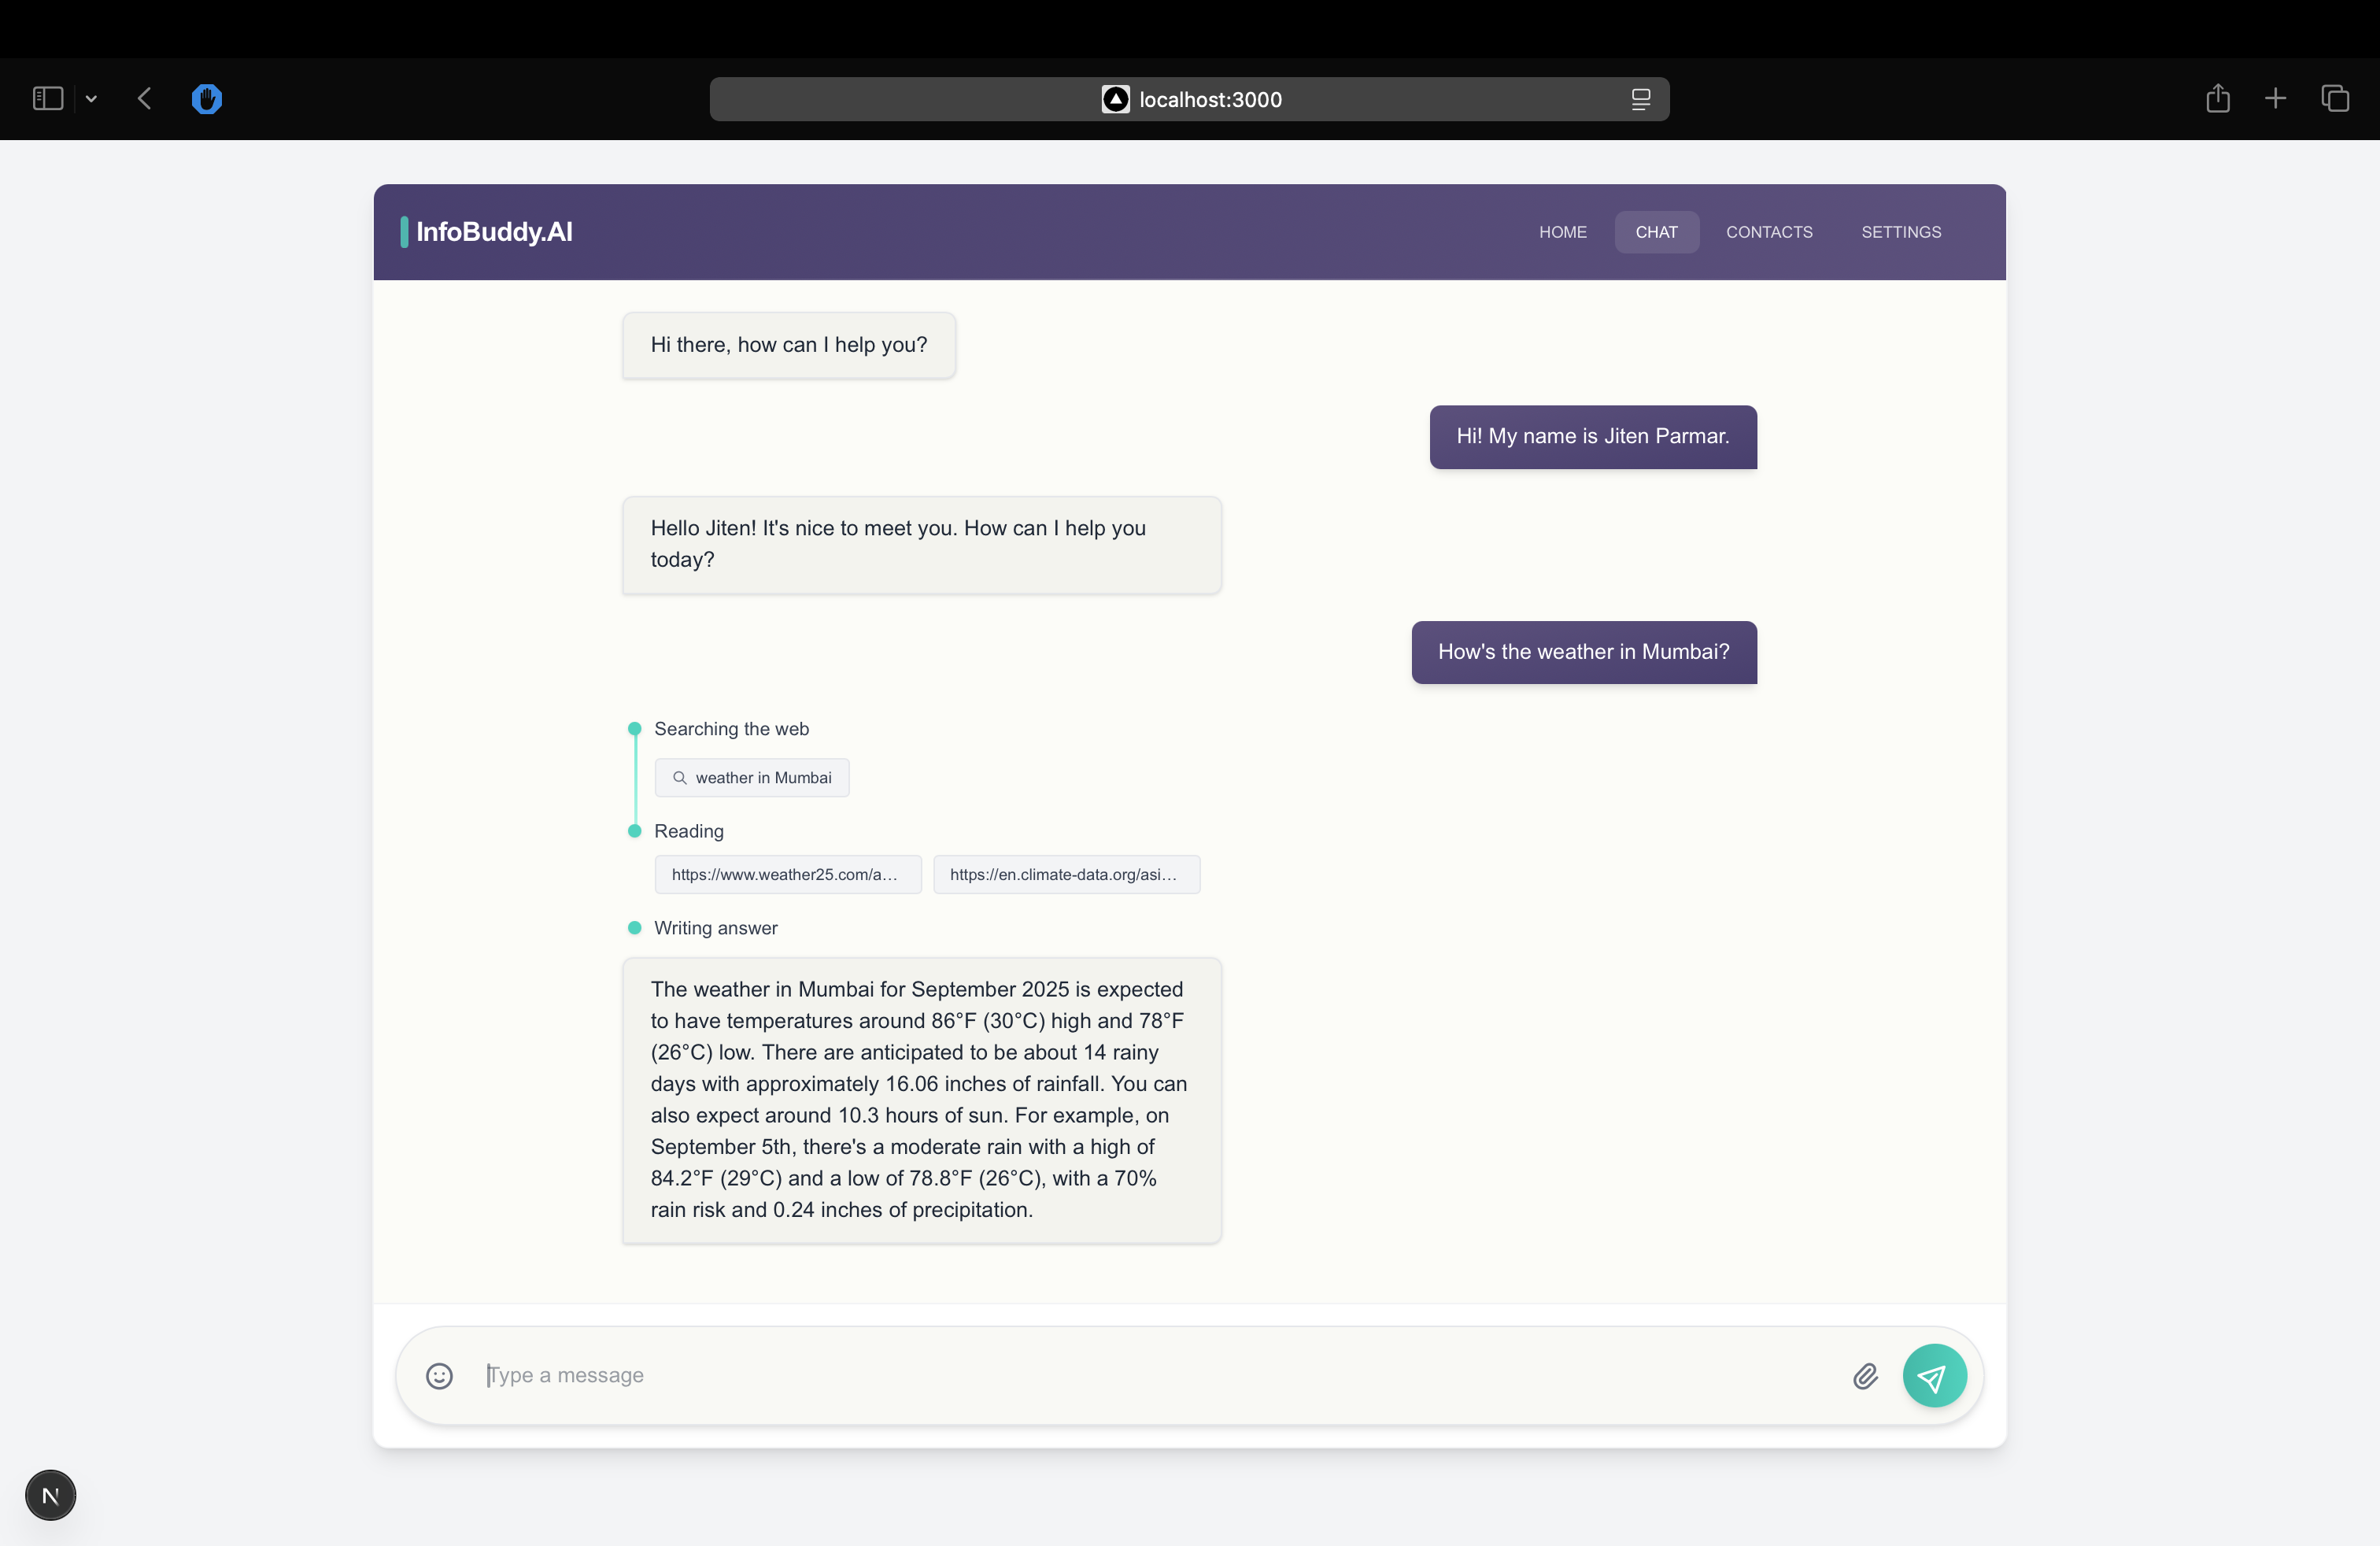 localhost:3000
InfoBuddy.AI
HOME CHAT CONTACTS SETTINGS
Hi there, how can I help you?
Hi! My name is Jiten Parmar.
Hello Jiten! It's nice to meet you. How can I help you
today?
How's the weather in Mumbai?
Searching the web
weather in Mumbai
Reading
https://www.weather25.com/a... https://en.climate-data.org/asi...
Writing answer
The weather in Mumbai for September 2025 is expected
to have temperatures around 86°F (30°C) high and 78°F
(26°C) low. There are anticipated to be about 14 rainy
days with approximately 16.06 inches of rainfall. You can
also expect around 10.3 hours of sun. For example, on
September 5th, there's a moderate rain with a high of
84.2°F (29°C) and a low of 78.8°F (26°C), with a 70%
rain risk and 0.24 inches of precipitation.
Type a message
N